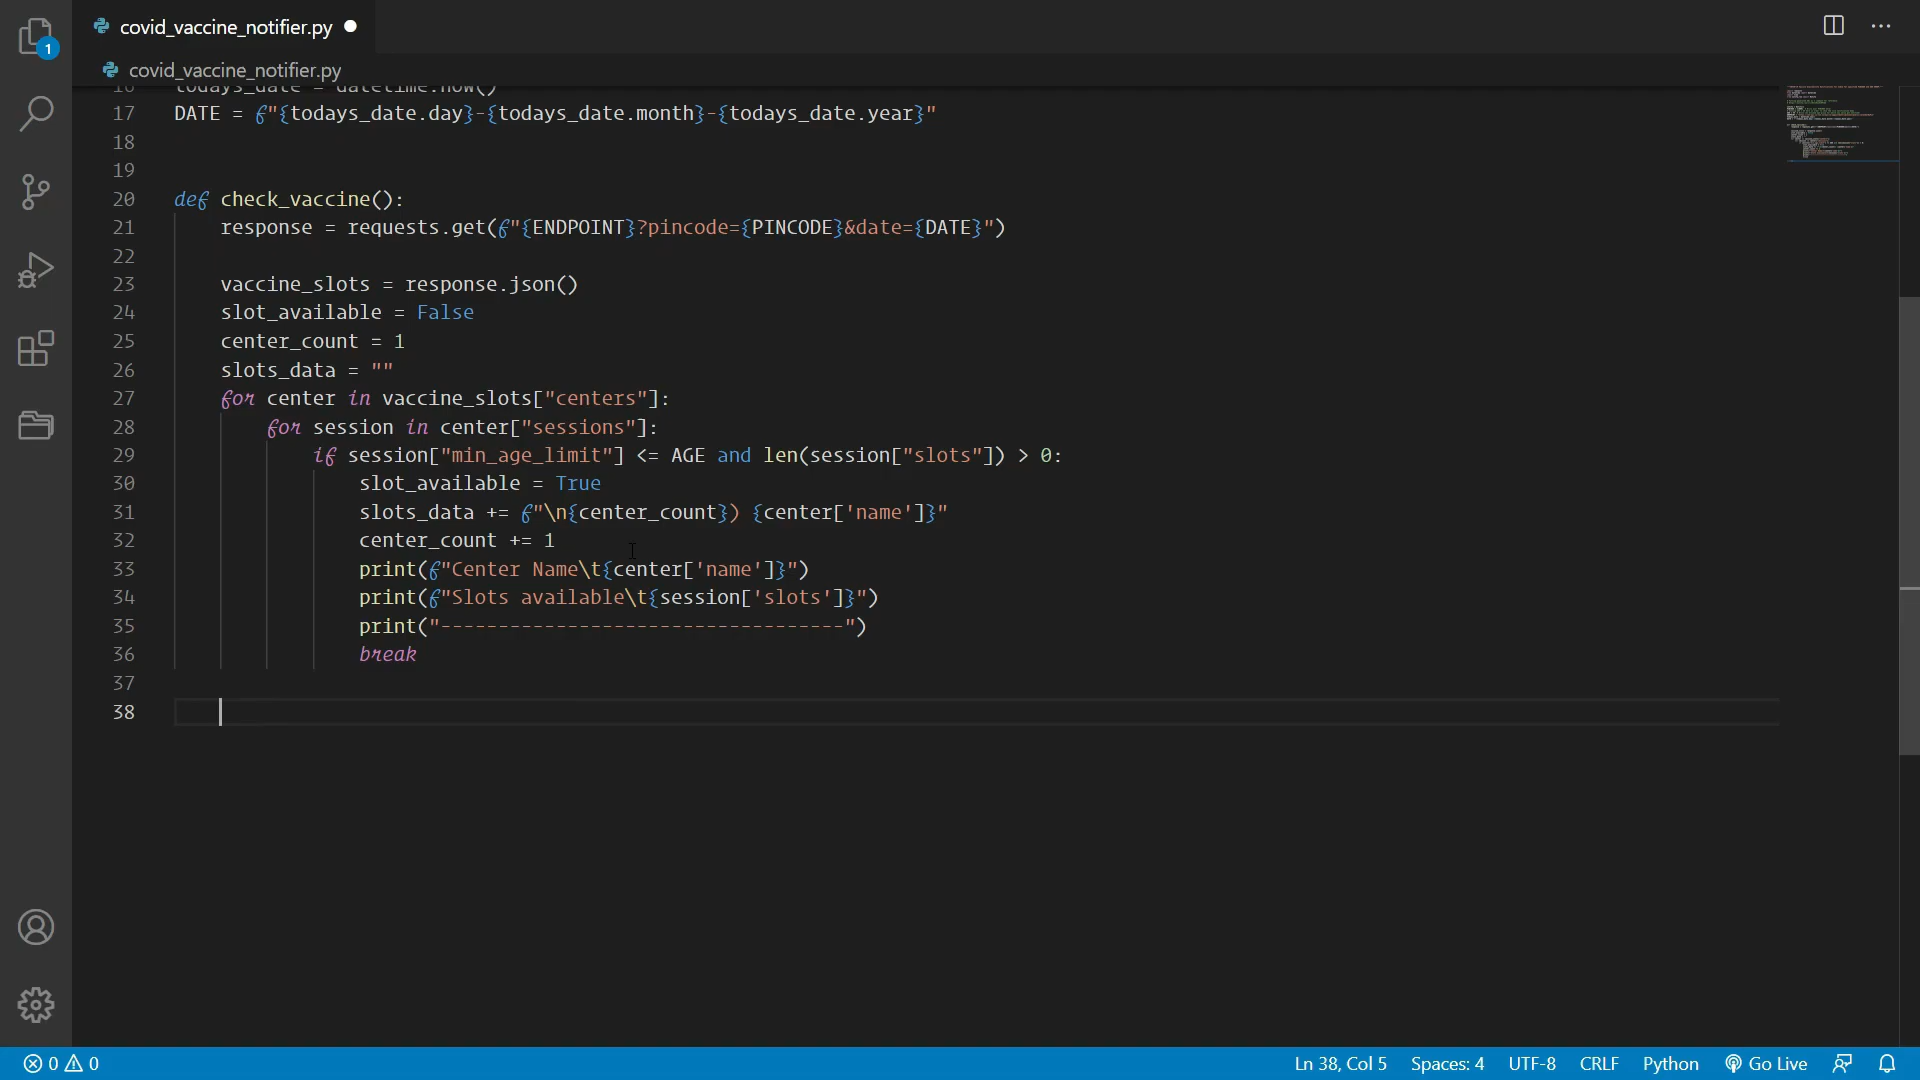 1
covid_vaccine_notifier.py
covid_vaccine_notifier.py
16 todays_date = datetime.now()
17 DATE = f"{todays_date.day}-{todays_date.month}-{todays_date.year}"
18
19
20 def check_vaccine():
21 response = requests.get(f"{ENDPOINT}?pincode={PINCODE}&date={DATE}")
22
23 vaccine_slots = response.json()
24 slot_available = False
25 center_count = 1
26 slots_data = ""
27 for center in vaccine_slots["centers"]:
28 for session in center["sessions"]:
29 if session["min_age_limit"] <= AGE and len(session["slots"]) > 0:
30 slot_available = True
31 slots_data += f"\n{center_count}) {center['name']}"
32 center_count += 1
33 print(f"Center Name\t{center['name']}")
34 print(f"Slots available\t{session['slots']}")
35 print("-----------------------------------")
36 break
37
38
0 0 Ln 38, Col 5 Spaces: 4 UTF-8 CRLF Python Go Live